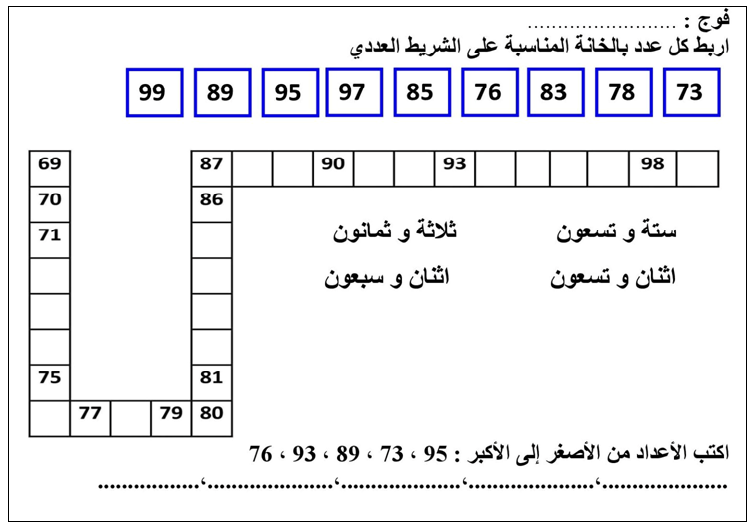 فوج : ........................
اربط كل عدد بالخانة المناسبة على الشريط العددي
73 78 83 76 85 97 95 89 99
69 87 90 93 98
70 86
71
ستة و تسعون ثلاثة و ثمانون
اثنان و تسعون اثنان و سبعون
75 81
77 79 80
اكتب الأعداد من الأصغر إلى الأكبر : 95 ، 73 ، 89 ، 93 ، 76
....................،....................،...................،....................،................